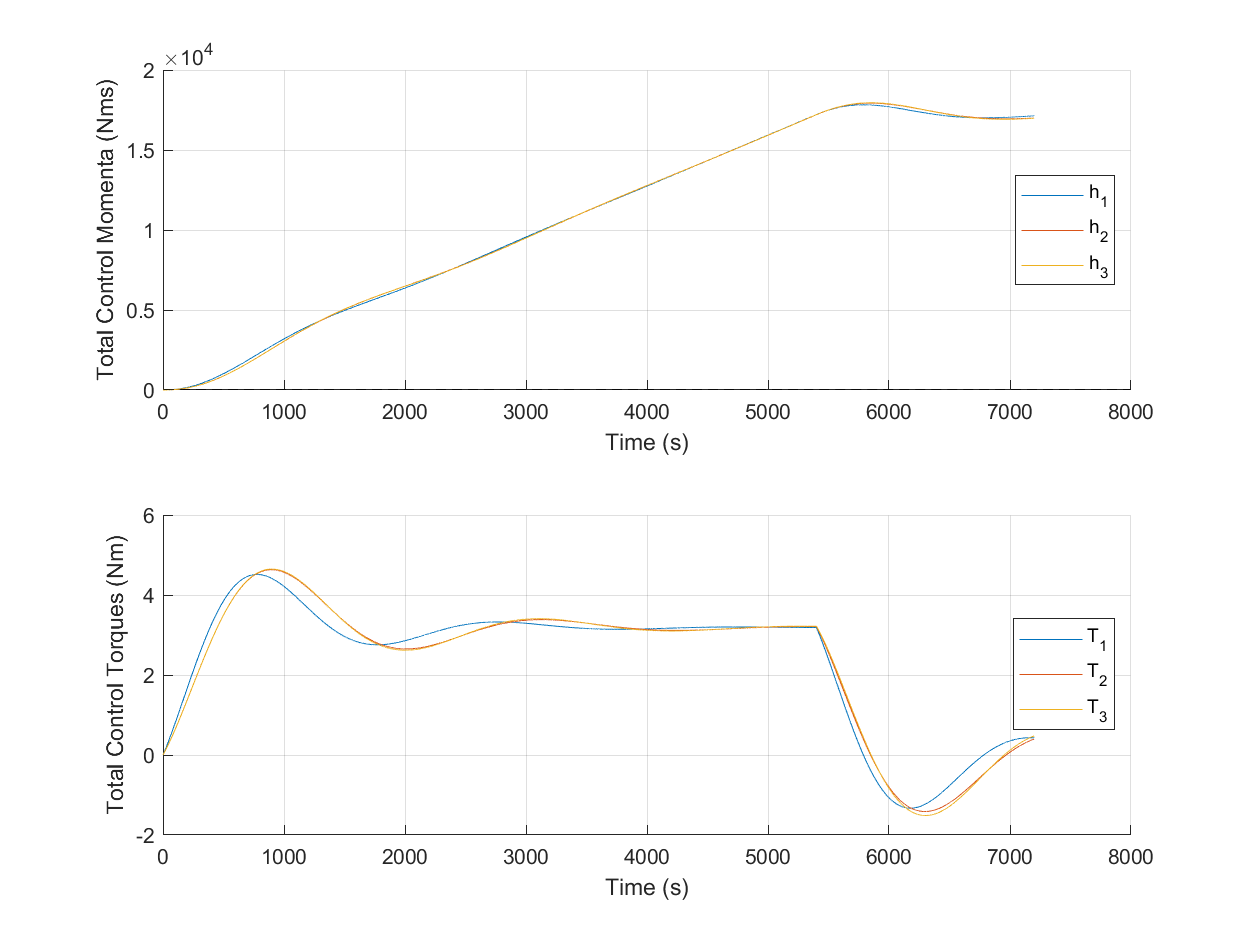 ×10⁴
Total Control Momenta (Nms)
2
1.5
1
0.5
0
0 1000 2000 3000 4000 5000 6000 7000 8000
Time (s)
h₁
h₂
h₃
Total Control Torques (Nm)
6
4
2
0
-2
0 1000 2000 3000 4000 5000 6000 7000 8000
Time (s)
T₁
T₂
T₃